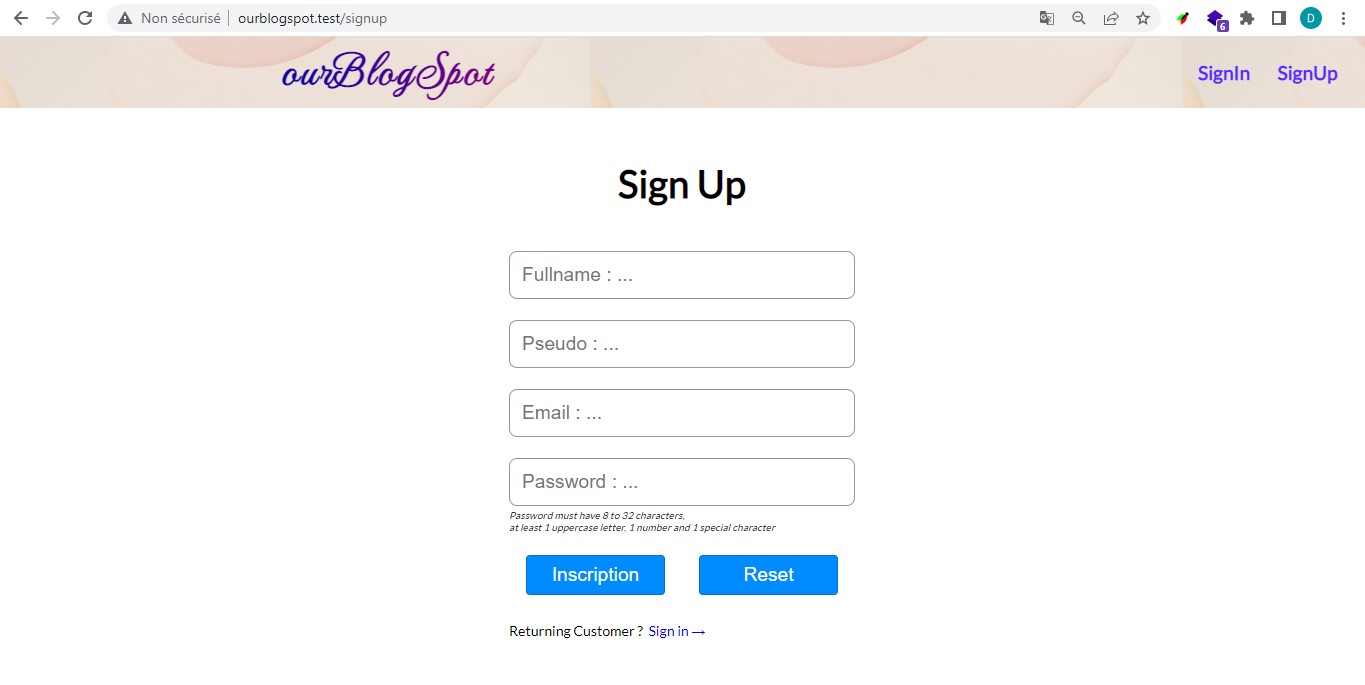 Non sécurisé | ourblogspot.test/signup
D
6
ourBlogSpot
SignIn SignUp
Sign Up
Fullname : ...
Pseudo : ...
Email : ...
Password : ...
Password must have 8 to 32 characters,
at least 1 uppercase letter, 1 number and 1 special character
Inscription Reset
Returning Customer ? Sign in →